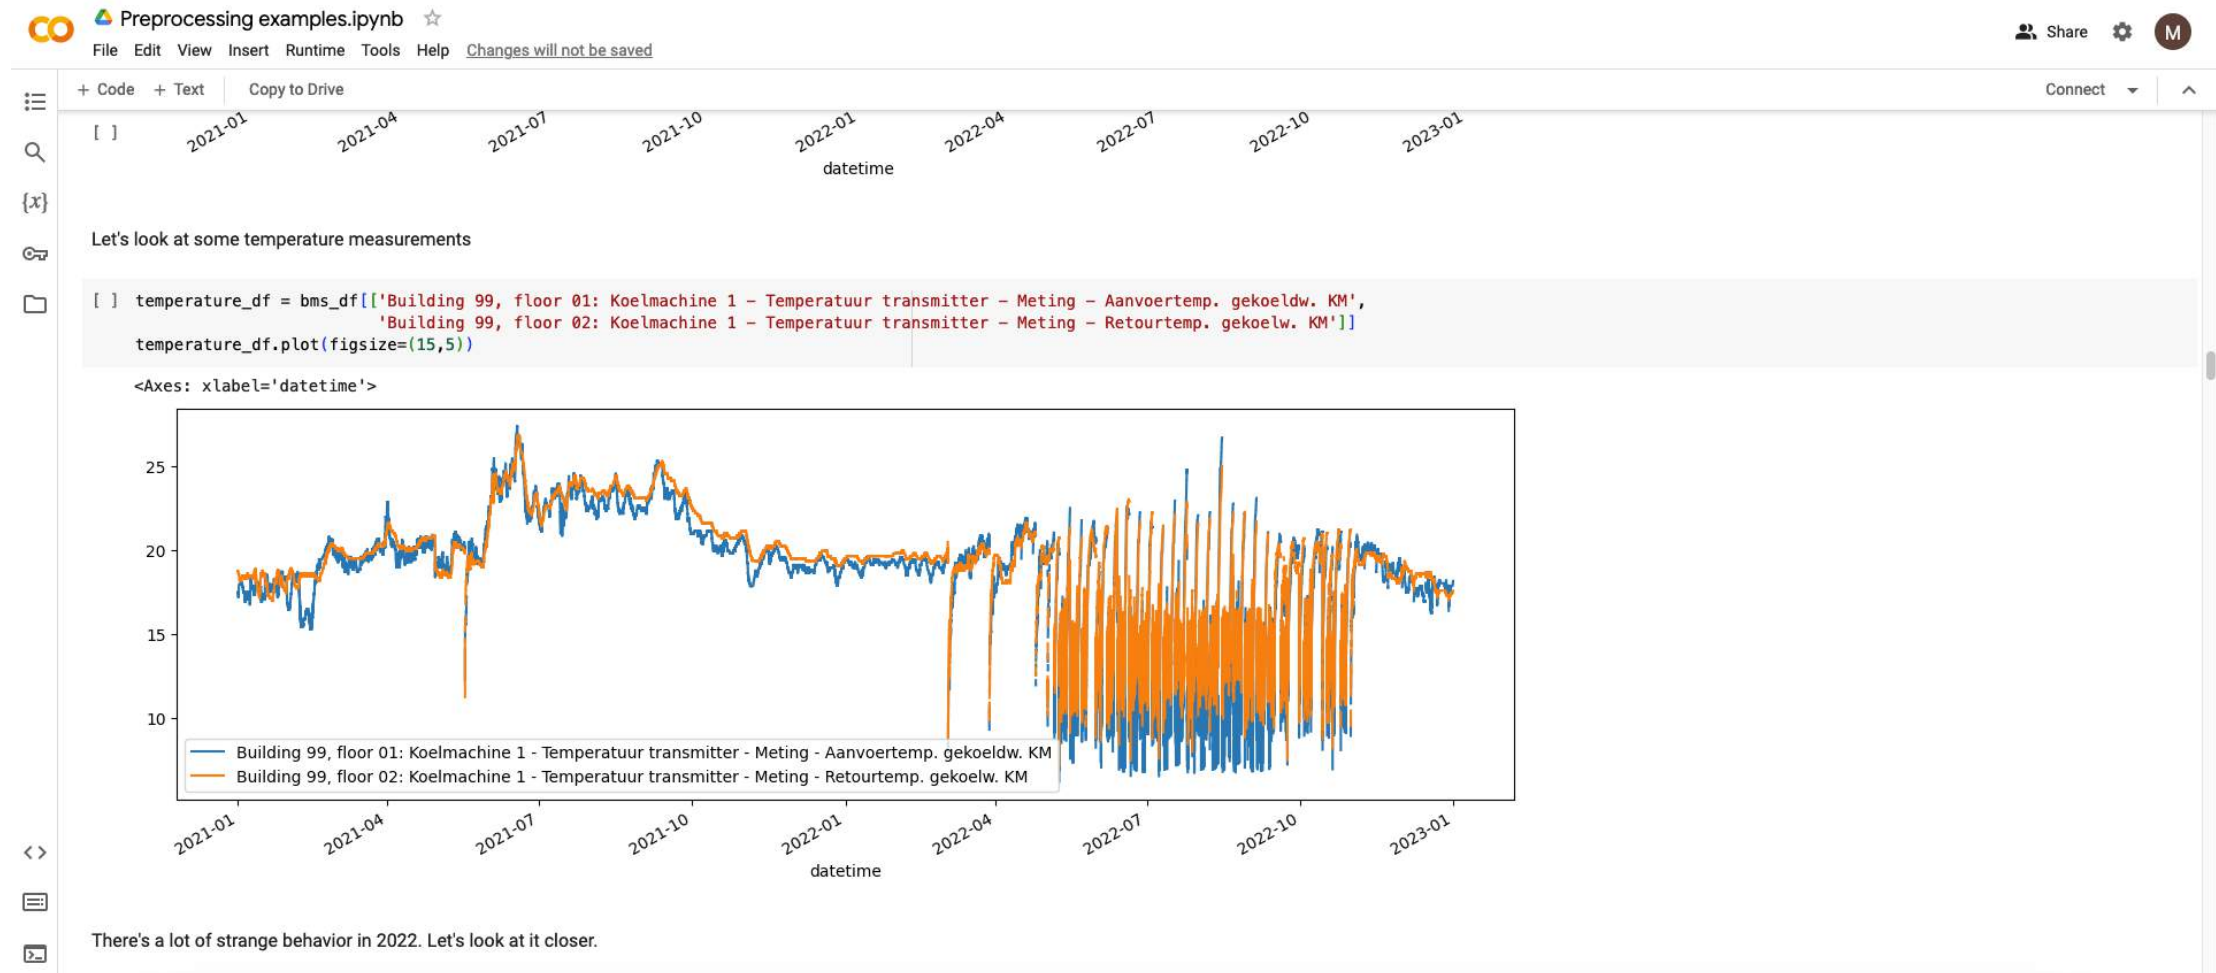 Preprocessing examples.ipynb
File Edit View Insert Runtime Tools Help Changes will not be saved
Share
M
+ Code + Text Copy to Drive
Connect
{x}
[ ]
2021-01 2021-04 2021-07 2021-10 2022-01 2022-04 2022-07 2022-10 2023-01
datetime
Let's look at some temperature measurements
[ ] temperature_df = bms_df[['Building 99, floor 01: Koelmachine 1 - Temperatuur transmitter - Meting - Aanvoertemp. gekoeldw. KM',
'Building 99, floor 02: Koelmachine 1 - Temperatuur transmitter - Meting - Retourtemp. gekoelw. KM']]
temperature_df.plot(figsize=(15,5))
<Axes: xlabel='datetime'>
25
20
15
10
Building 99, floor 01: Koelmachine 1 - Temperatuur transmitter - Meting - Aanvoertemp. gekoeldw. KM
Building 99, floor 02: Koelmachine 1 - Temperatuur transmitter - Meting - Retourtemp. gekoelw. KM
2021-01 2021-04 2021-07 2021-10 2022-01 2022-04 2022-07 2022-10 2023-01
datetime
There's a lot of strange behavior in 2022. Let's look at it closer.